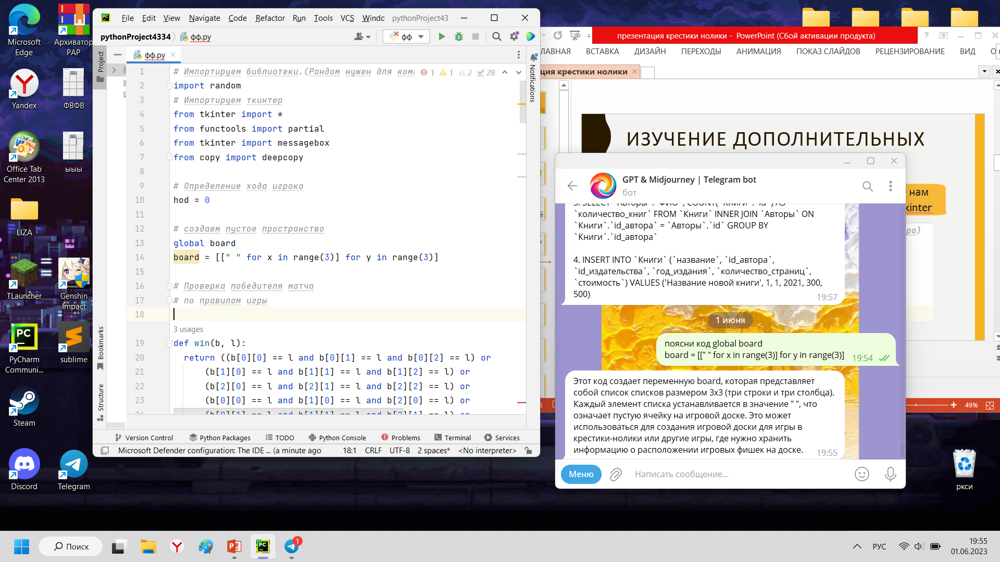 Microsoft Edge
Архиватор РАР
Yandex
ФВФВ
Office Tab Center 2013
ыыы
LIZA
TLauncher
Genshin Impact
PyCharm Communi...
sublime
Steam
Discord
Telegram
File Edit View Navigate Code Refactor Run Tools VCS Windo pythonProject43
pythonProject4334 фф.py
фф
Project
фф.py
1 # Импортируем библиотеки.(Рандом нужен для ком
1 1 2 28
2 import random
3 # Импортируем ткинтер
4 from tkinter import *
5 from functools import partial
6 from tkinter import messagebox
7 from copy import deepcopy
8
9 # Определение хода игрока
10 hod = 0
11
12 # создаем пустое пространство
13 global board
14 board = [[" " for x in range(3)] for y in range(3)]
15
16 # Проверка победителя матча
17 # по правилам игры
18
3 usages
19 def win(b, l):
20 return ((b[0][0] == l and b[0][1] == l and b[0][2] == l) or
21 (b[1][0] == l and b[1][1] == l and b[1][2] == l) or
22 (b[2][0] == l and b[2][1] == l and b[2][2] == l) or
23 (b[0][0] == l and b[1][0] == l and b[2][0] == l) or
Notifications
Bookmarks
Structure
Version Control Python Packages TODO Python Console Problems Terminal Services
Microsoft Defender configuration: The IDE ... (a minute ago) 18:1 CRLF UTF-8 2 spaces* <No interpreter>
презентация крестики нолики - PowerPoint (Сбой активации продукта)
ЛАВНАЯ ВСТАВКА ДИЗАЙН ПЕРЕХОДЫ АНИМАЦИЯ ПОКАЗ СЛАЙДОВ РЕЦЕНЗИРОВАНИЕ ВИД
ция крестики нолики
ИЗУЧЕНИЕ ДОПОЛНИТЕЛЬНЫХ
нам
kinter
ра)
49%
GPT & Midjourney | Telegram bot
бот
3. SELECT `Авторы`.`ФИО`, COUNT(`Книги`.`id`) AS
`количество_книг` FROM `Книги` INNER JOIN `Авторы` ON
`Книги`.`id_автора` = `Авторы`.`id` GROUP BY
`Книги`.`id_автора`
4. INSERT INTO `Книги` (`название`, `id_автора`,
`id_издательства`, `год_издания`, `количество_страниц`,
`стоимость`) VALUES ('Название новой книги', 1, 1, 2021, 300,
500)
19:57
1 июня
поясни код global board
board = [[" " for x in range(3)] for y in range(3)] 19:54
Этот код создает переменную board, которая представляет
собой список списков размером 3x3 (три строки и три столбца).
Каждый элемент списка устанавливается в значение " ", что
означает пустую ячейку на игровой доске. Это может
использоваться для создания игровой доски для игры в
крестики-нолики или другие игры, где нужно хранить
информацию о расположении игровых фишек на доске.
19:55
Меню Написать сообщение...
ркси
Поиск
1
РУС
19:55
01.06.2023